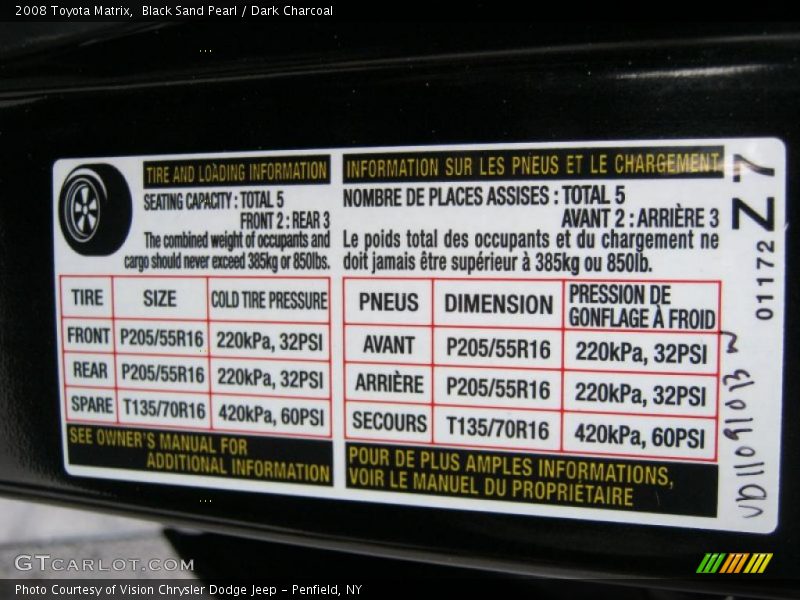 2008 Toyota Matrix,  Black Sand Pearl / Dark Charcoal
TIRE AND LOADING INFORMATION
SEATING CAPACITY : TOTAL 5
FRONT 2 : REAR 3
The combined weight of occupants and
cargo should never exceed 385kg or 850lbs.
TIRE SIZE COLD TIRE PRESSURE
FRONT P205/55R16 220kPa, 32PSI
REAR P205/55R16 220kPa, 32PSI
SPARE T135/70R16 420kPa, 60PSI
SEE OWNER'S MANUAL FOR
ADDITIONAL INFORMATION
INFORMATION SUR LES PNEUS ET LE CHARGEMENT
NOMBRE DE PLACES ASSISES : TOTAL 5
AVANT 2 : ARRIÈRE 3
Le poids total des occupants et du chargement ne
doit jamais être supérieur à 385kg ou 850lb.
PNEUS DIMENSION PRESSION DE
GONFLAGE À FROID
AVANT P205/55R16 220kPa, 32PSI
ARRIÈRE P205/55R16 220kPa, 32PSI
SECOURS T135/70R16 420kPa, 60PSI
POUR DE PLUS AMPLES INFORMATIONS,
VOIR LE MANUEL DU PROPRIÉTAIRE
01172 Z 7
GTCARLOT.COM
Photo Courtesy of Vision Chrysler Dodge Jeep - Penfield, NY